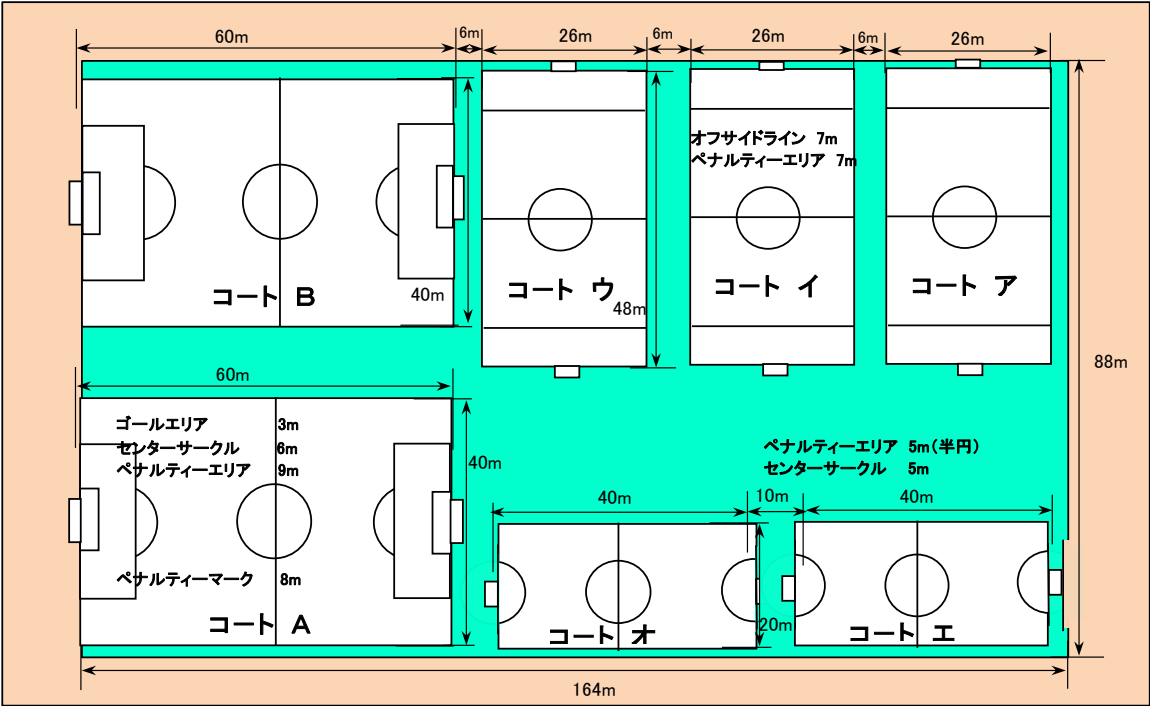 60m
6m
26m
6m
26m
6m
26m
オフサイドライン 7m
ペナルティーエリア 7m
コート B
40m
コート ウ
48m
コート イ
コート ア
88m
60m
ゴールエリア 3m
センターサークル 6m
ペナルティーエリア 9m
40m
ペナルティーエリア 5m(半円)
センターサークル 5m
40m
10m
40m
ペナルティーマーク 8m
コート A
コート オ
20m
コート エ
164m